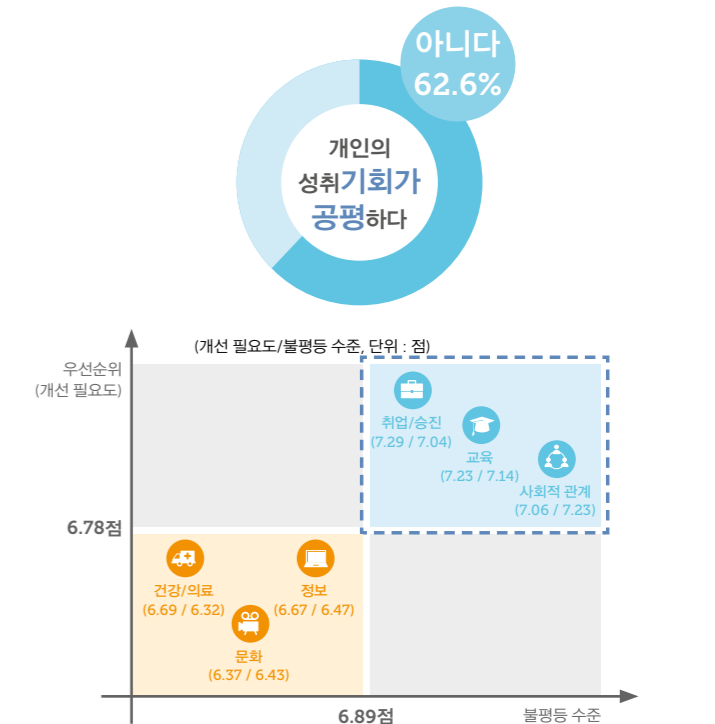 아니다
62.6%
개인의
성취기회가
공평하다
(개선 필요도/불평등 수준, 단위 : 점)
우선순위
(개선 필요도)
취업/승진
(7.29 / 7.04)
교육
(7.23 / 7.14)
사회적 관계
(7.06 / 7.23)
6.78점
건강/의료
(6.69 / 6.32)
정보
(6.67 / 6.47)
문화
(6.37 / 6.43)
6.89점
불평등 수준